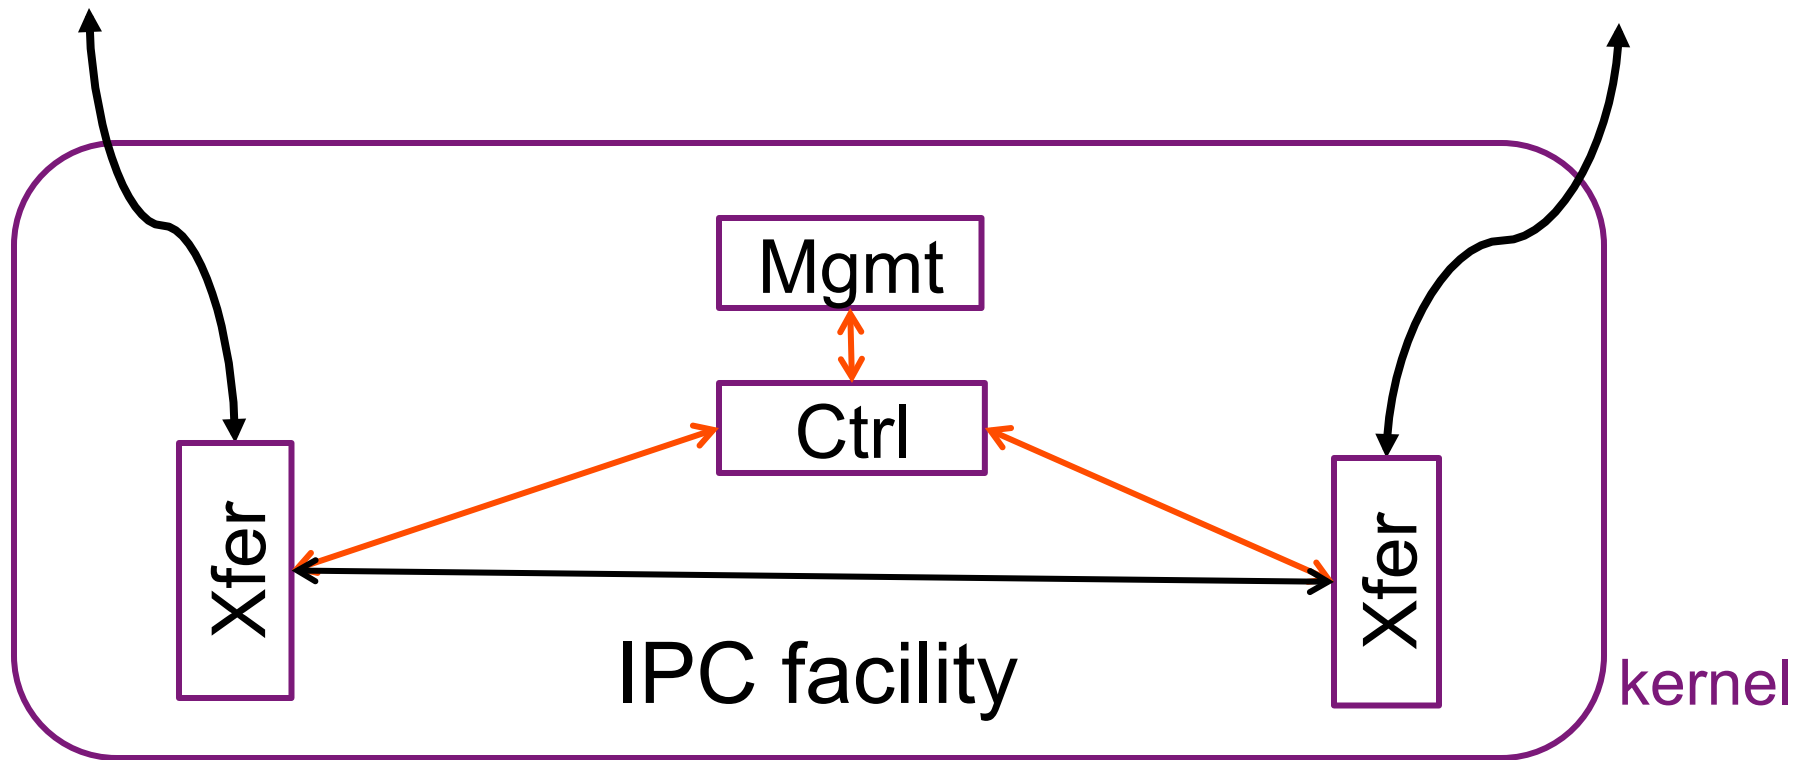 Mgmt
Ctrl
Xfer
Xfer
IPC facility
kernel